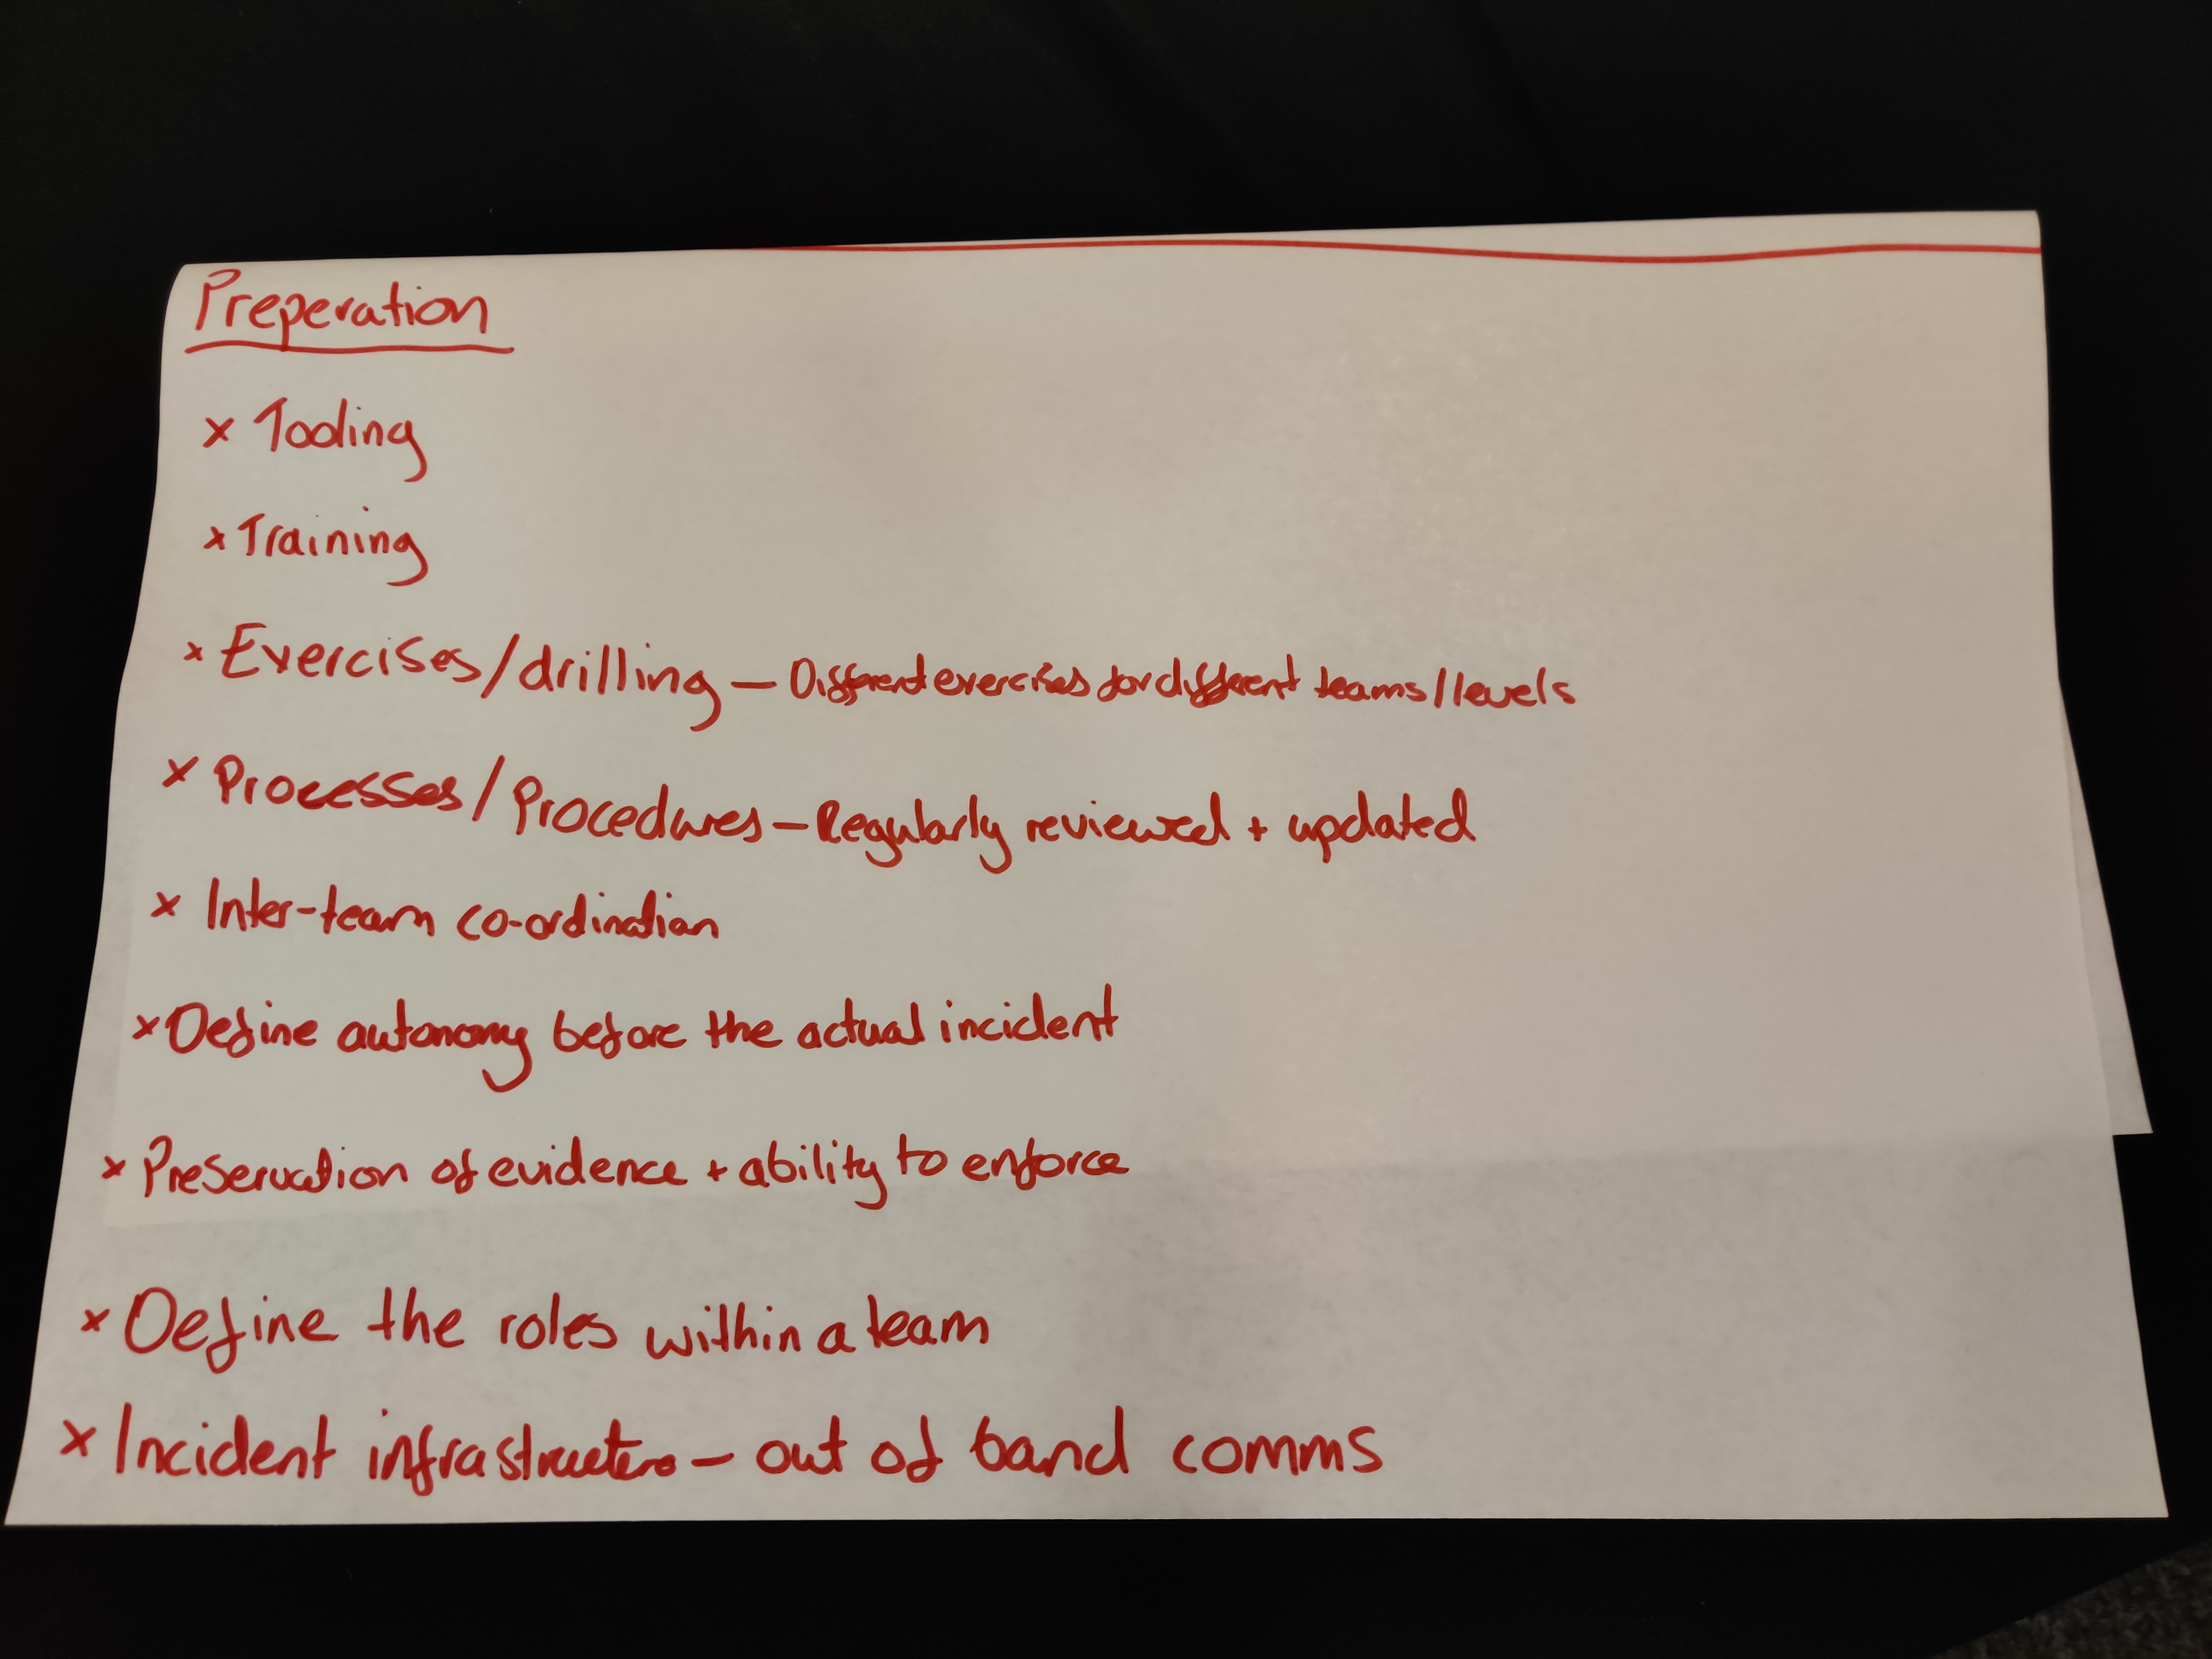 Preperation
x Tooling
x Training
x Exercises/drilling — Different exercises for different teams/levels
x Processes/Procedures — Regularly reviewed + updated
x Inter-team co-ordination
x Define autonomy before the actual incident
x Preservation of evidence + ability to enforce
x Define the roles within a team
x Incident infrastructure — out of band comms